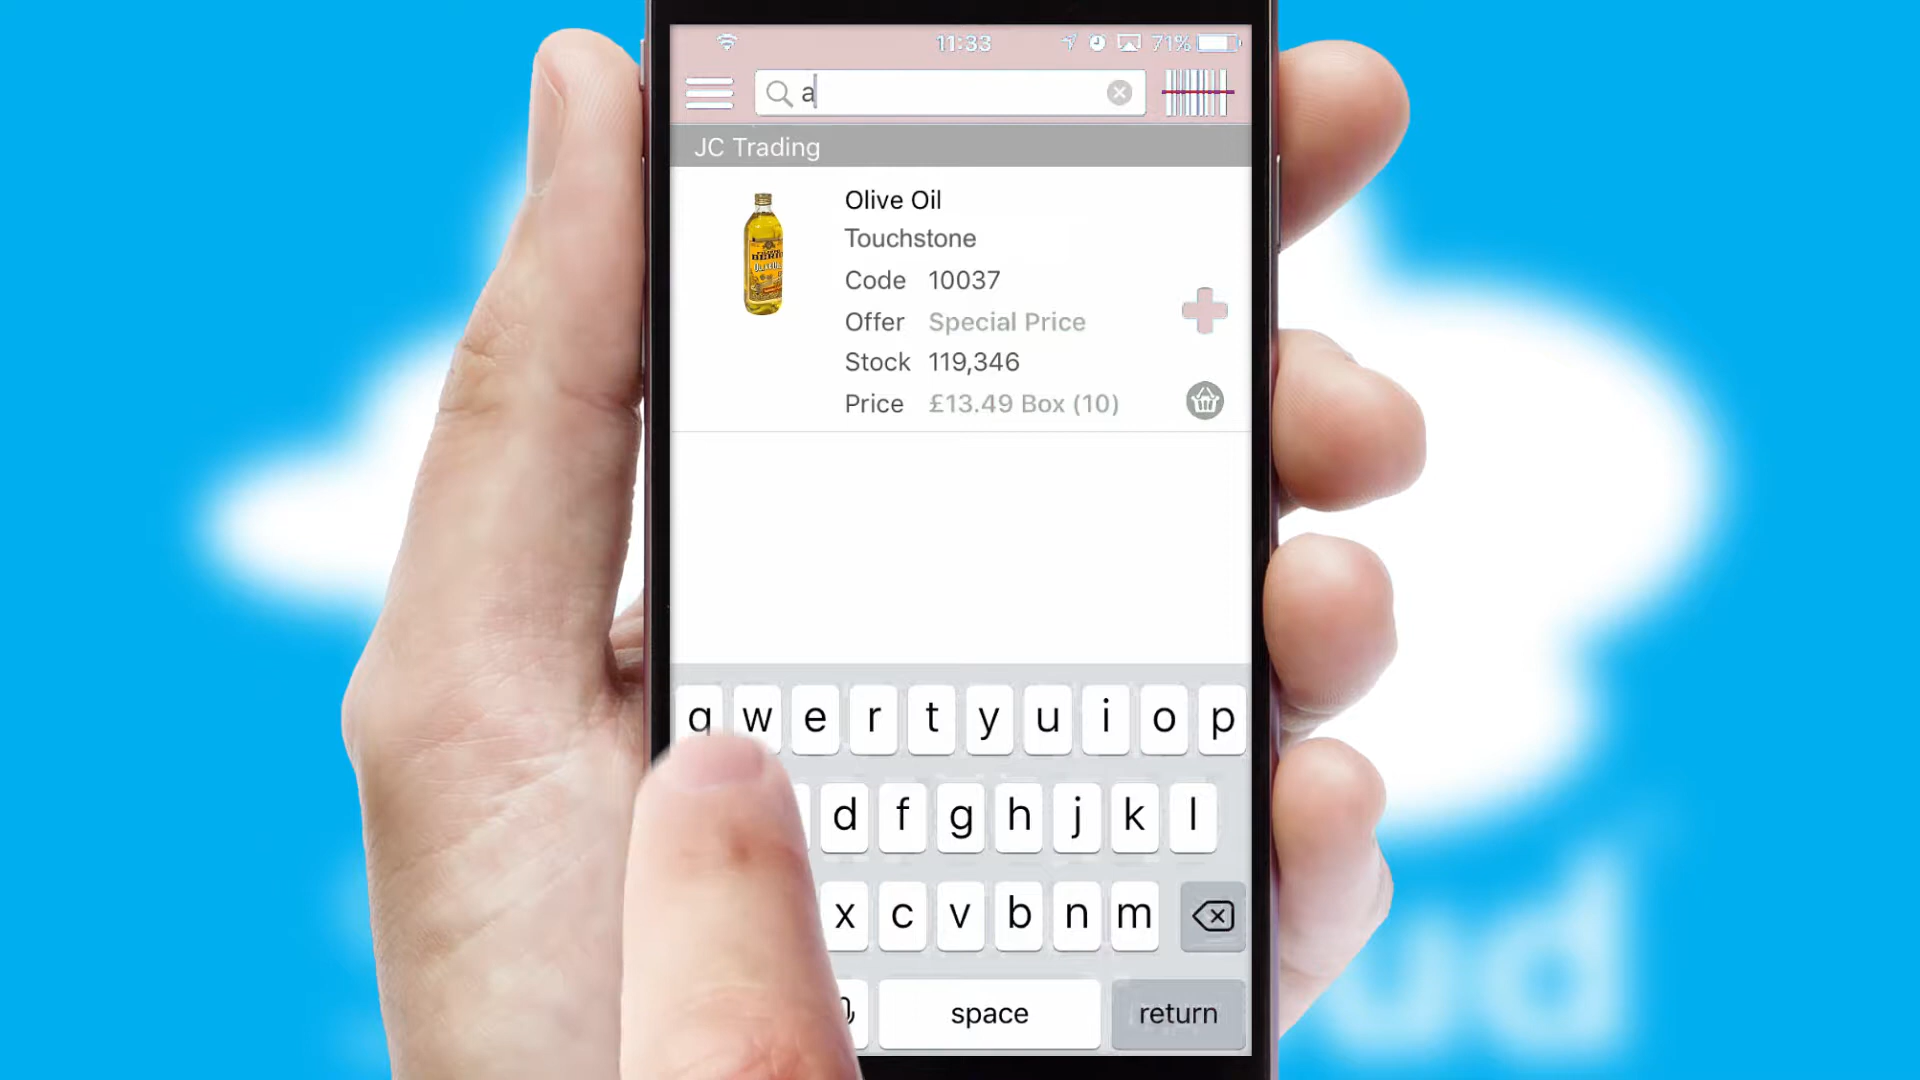 11:33 71%
a
JC Trading
Olive Oil
Touchstone
Code 10037
Offer Special Price
Stock 119,346
Price £13.49 Box (10)
q w e r t y u i o p
d f g h j k l
x c v b n m
space return
ud